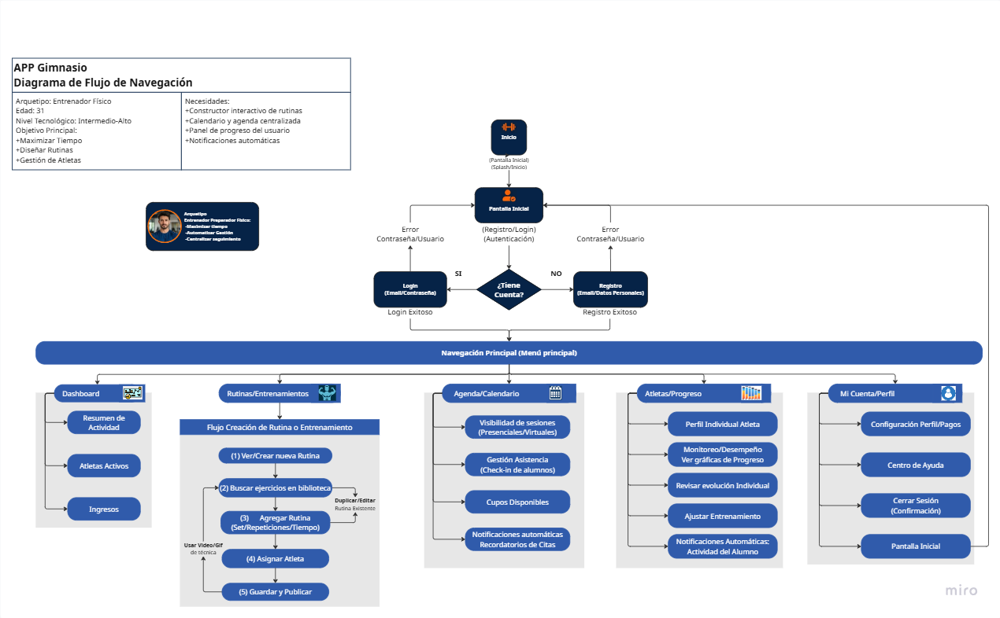 APP Gimnasio
Diagrama de Flujo de Navegación
Arquetipo: Entrenador Físico
Edad: 31
Nivel Tecnológico: Intermedio-Alto
Objetivo Principal:
+Maximizar Tiempo
+Diseñar Rutinas
+Gestión de Atletas
Necesidades:
+Constructor interactivo de rutinas
+Calendario y agenda centralizada
+Panel de progreso del usuario
+Notificaciones automáticas
Inicio
(Pantalla Inicial)
(Splash/Inicio)
Arquetipo
Entrenador Preparador Físico:
-Maximizar tiempo
-Automatizar Gestión
-Centralizar seguimiento
Pantalla Inicial
(Registro/Login)
(Autenticación)
Error
Contraseña/Usuario
Error
Contraseña/Usuario
SI
¿Tiene
Cuenta?
NO
Login
(Email/Contraseña)
Login Exitoso
Registro
(Email/Datos Personales)
Registro Exitoso
Navegación Principal (Menú principal)
Dashboard
Resumen de
Actividad
Atletas Activos
Ingresos
Rutinas/Entrenamientos
Flujo Creación de Rutina o Entrenamiento
(1) Ver/Crear nueva Rutina
(2) Buscar ejercicios en biblioteca
Duplicar/Editar
Rutina Existente
(3) Agregar Rutina
(Set/Repeticiones/Tiempo)
Usar Video/Gif
de técnica
(4) Asignar Atleta
(5) Guardar y Publicar
Agenda/Calendario
Visibilidad de sesiones
(Presenciales/Virtuales)
Gestión Asistencia
(Check-in de alumnos)
Cupos Disponibles
Notificaciones automáticas
Recordatorios de Citas
Atletas/Progreso
Perfil Individual Atleta
Monitoreo/Desempeño
Ver gráficas de Progreso
Revisar evolución Individual
Ajustar Entrenamiento
Notificaciones Automáticas:
Actividad del Alumno
Mi Cuenta/Perfil
Configuración Perfil/Pagos
Centro de Ayuda
Cerrar Sesión
(Confirmación)
Pantalla Inicial
miro